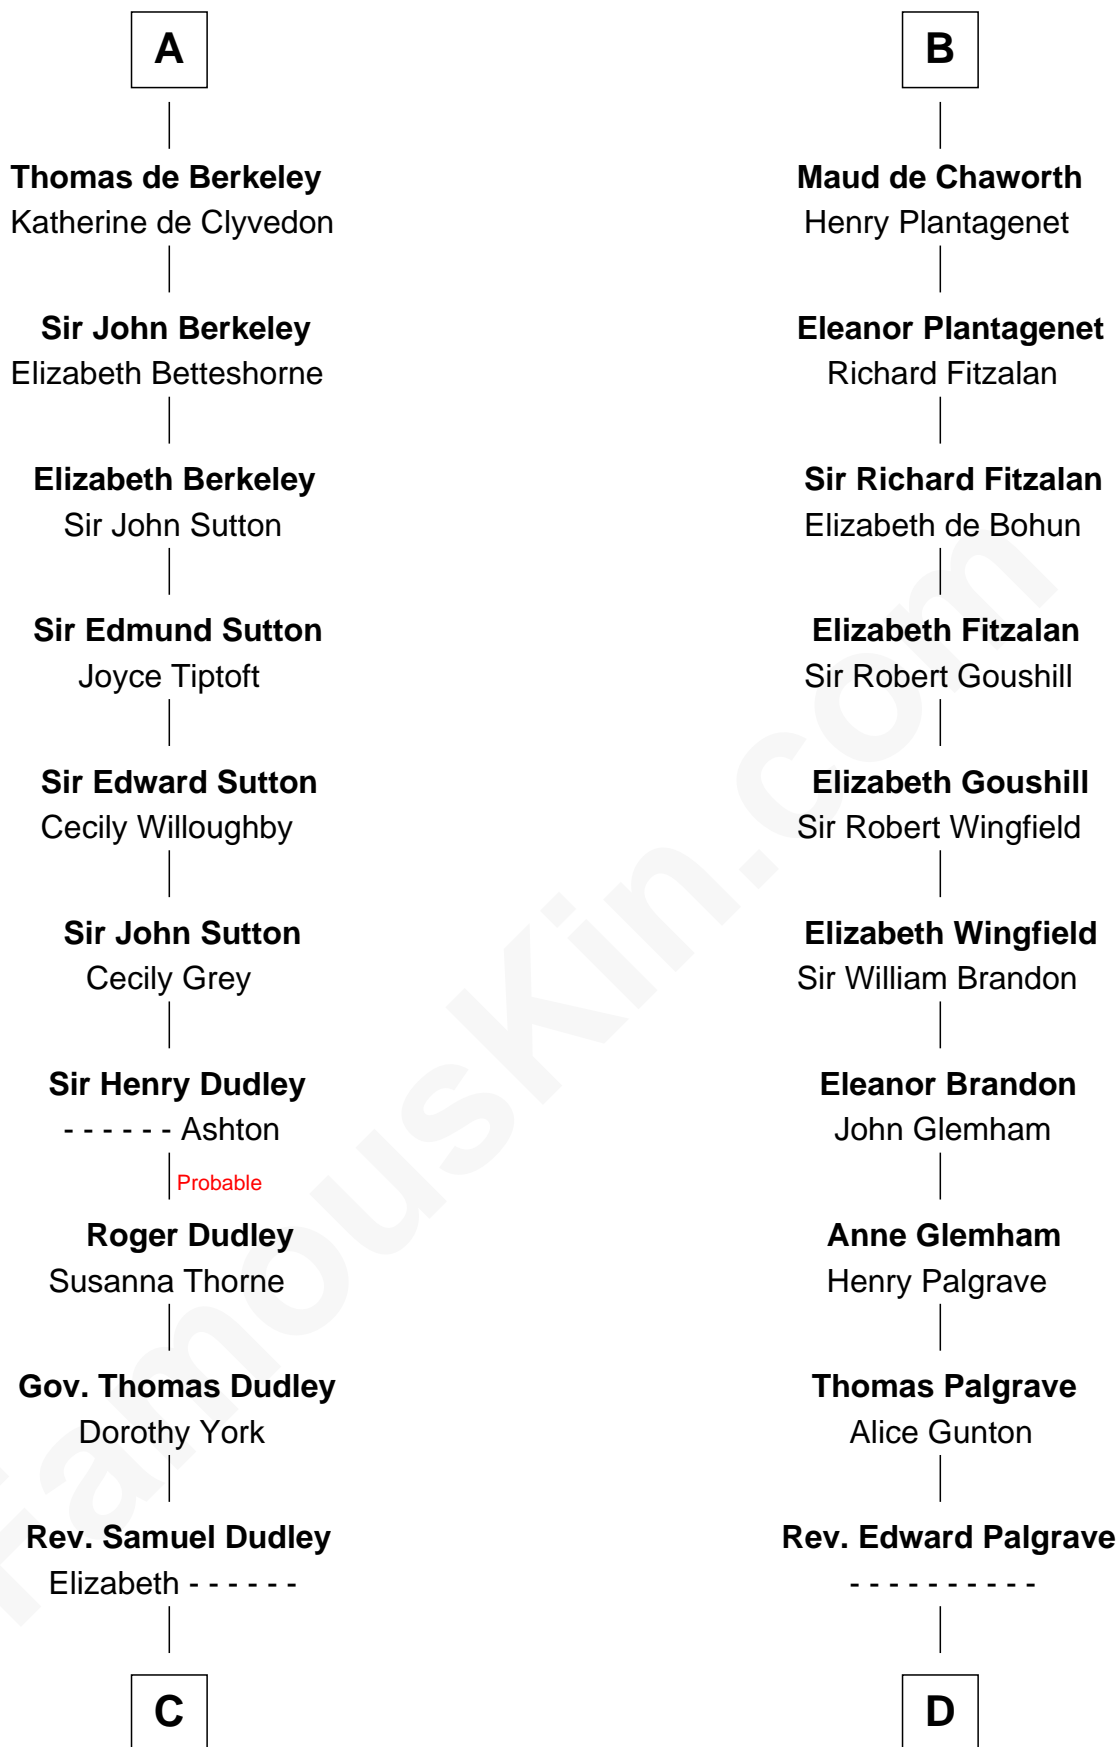 A
Thomas de Berkeley
Katherine de Clyvedon
Sir John Berkeley
Elizabeth Betteshorne
Elizabeth Berkeley
Sir John Sutton
Sir Edmund Sutton
Joyce Tiptoft
Sir Edward Sutton
Cecily Willoughby
Sir John Sutton
Cecily Grey
Sir Henry Dudley
- - - - - - Ashton
Probable
Roger Dudley
Susanna Thorne
Gov. Thomas Dudley
Dorothy York
Rev. Samuel Dudley
Elizabeth - - - - - -
C
B
Maud de Chaworth
Henry Plantagenet
Eleanor Plantagenet
Richard Fitzalan
Sir Richard Fitzalan
Elizabeth de Bohun
Elizabeth Fitzalan
Sir Robert Goushill
Elizabeth Goushill
Sir Robert Wingfield
Elizabeth Wingfield
Sir William Brandon
Eleanor Brandon
John Glemham
Anne Glemham
Henry Palgrave
Thomas Palgrave
Alice Gunton
Rev. Edward Palgrave
- - - - - - - - - -
D
FamousKin.com